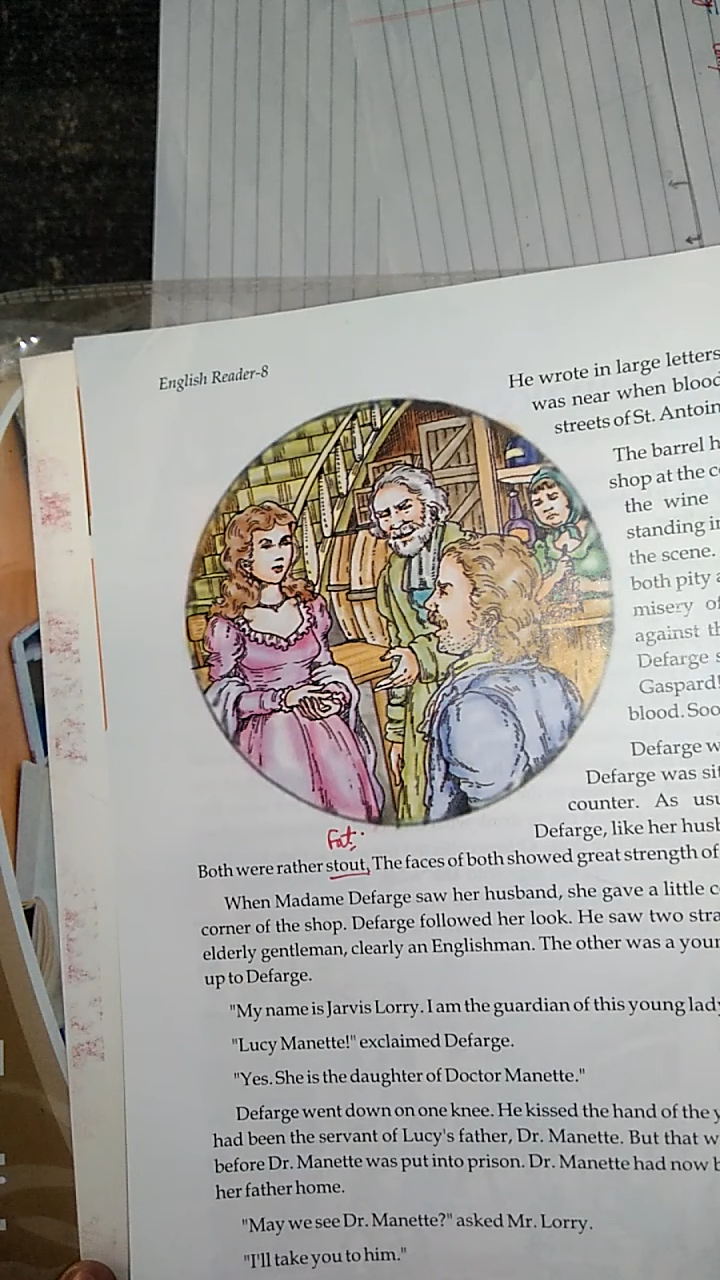 English Reader-8
He wrote in large letters
was near when blood
streets of St. Antoin
The barrel h
shop at the c
the wine
standing in
the scene.
both pity a
misery of
against th
Defarge s
Gaspard!
blood. Soo
Defarge w
Defarge was sit
counter. As usu
Defarge, like her husb
Fat.
Both were rather stout, The faces of both showed great strength of
When Madame Defarge saw her husband, she gave a little c
corner of the shop. Defarge followed her look. He saw two stra
elderly gentleman, clearly an Englishman. The other was a your
up to Defarge.
"My name is Jarvis Lorry. I am the guardian of this young lady
"Lucy Manette!" exclaimed Defarge.
"Yes. She is the daughter of Doctor Manette."
Defarge went down on one knee. He kissed the hand of the y
had been the servant of Lucy's father, Dr. Manette. But that w
before Dr. Manette was put into prison. Dr. Manette had now b
her father home.
"May we see Dr. Manette?" asked Mr. Lorry.
"I'll take you to him."